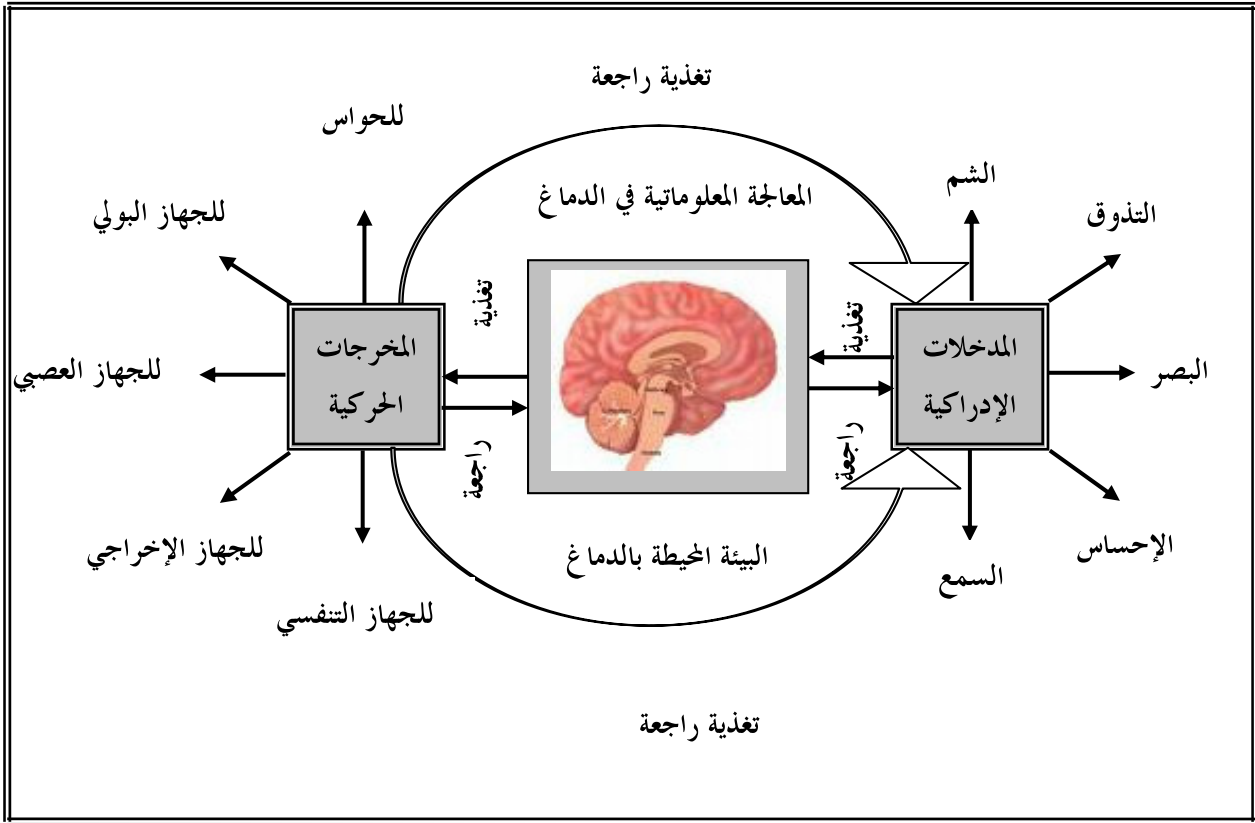 تغذية راجعة
للحواس
الشم
المعالجة المعلوماتية في الدماغ
التذوق
للجهاز البولي
تغذية
تغذية
المدخلات
الإدراكية
المخرجات
الحركية
البصر
للجهاز العصبي
راجعة
راجعة
الإحساس
البيئة المحيطة بالدماغ
للجهاز الإخراجي
السمع
للجهاز التنفسي
تغذية راجعة